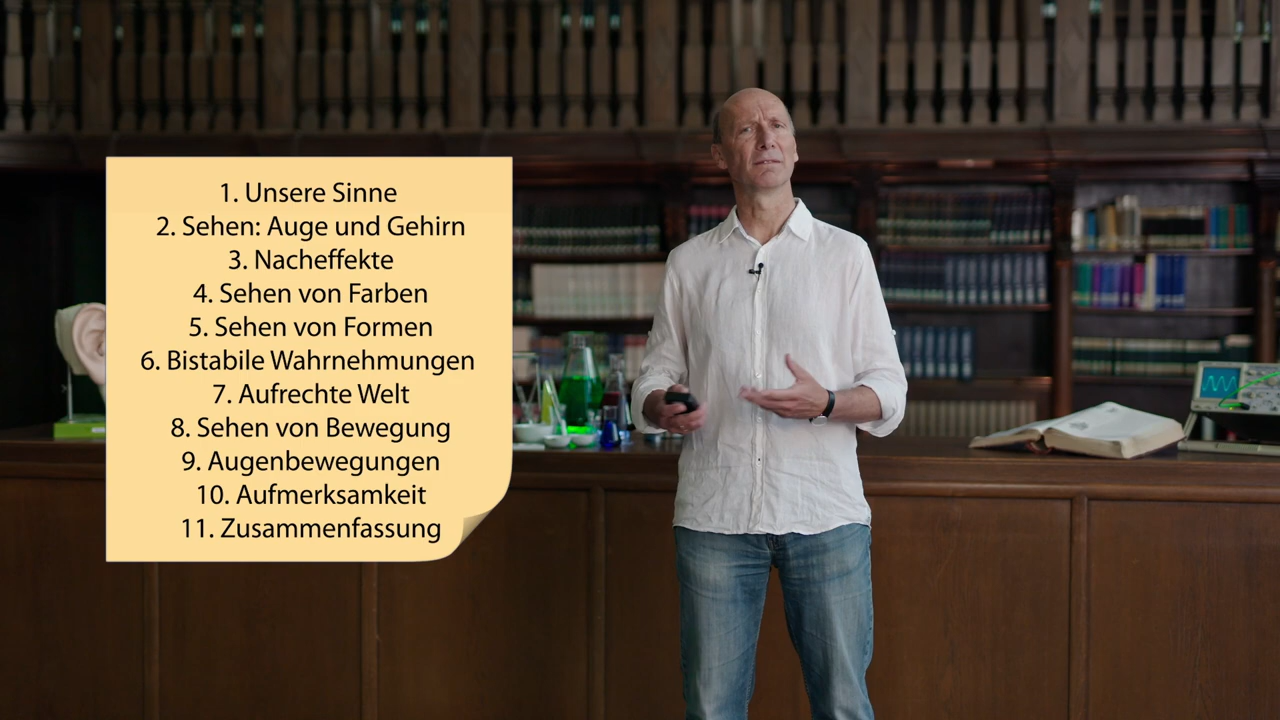 1. Unsere Sinne
2. Sehen: Auge und Gehirn
3. Nacheffekte
4. Sehen von Farben
5. Sehen von Formen
6. Bistabile Wahrnehmungen
7. Aufrechte Welt
8. Sehen von Bewegung
9. Augenbewegungen
10. Aufmerksamkeit
11. Zusammenfassung